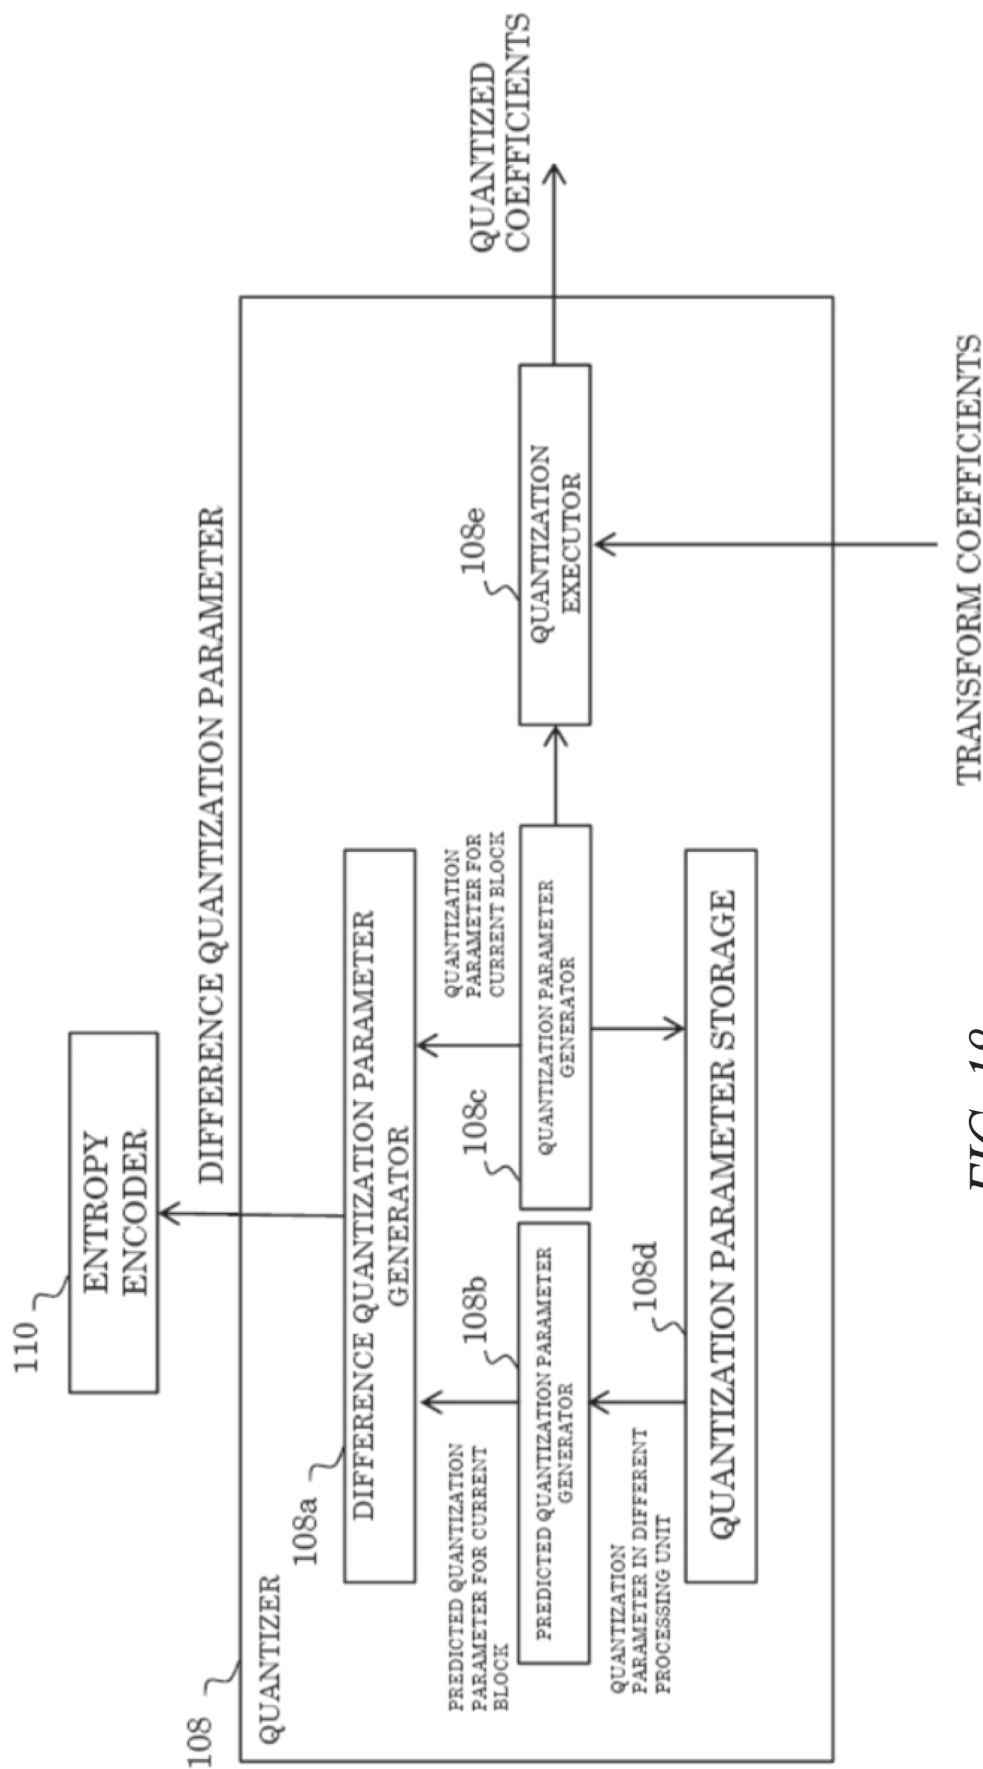 110
ENTROPY
ENCODER
108
DIFFERENCE QUANTIZATION PARAMETER
QUANTIZER
108a
DIFFERENCE QUANTIZATION PARAMETER
GENERATOR
PREDICTED QUANTIZATION
PARAMETER FOR CURRENT
BLOCK
108b
108c
QUANTIZATION
PARAMETER FOR
CURRENT BLOCK
108e
QUANTIZED
COEFFICIENTS
PREDICTED QUANTIZATION PARAMETER
GENERATOR
QUANTIZATION PARAMETER
GENERATOR
QUANTIZATION
EXECUTOR
QUANTIZATION
PARAMETER IN DIFFERENT
PROCESSING UNIT
108d
QUANTIZATION PARAMETER STORAGE
TRANSFORM COEFFICIENTS
FIG.